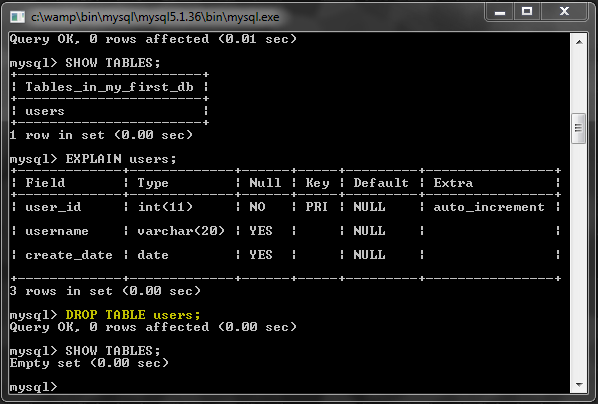 c:\wamp\bin\mysql\mysql5.1.36\bin\mysql.exe
Query OK, 0 rows affected (0.01 sec)
mysql> SHOW TABLES;
+------------------------+
| Tables_in_my_first_db |
+------------------------+
| users |
+------------------------+
1 row in set (0.00 sec)
mysql> EXPLAIN users;
+-------------+-------------+------+-----+---------+----------------+
| Field | Type | Null | Key | Default | Extra |
+-------------+-------------+------+-----+---------+----------------+
| user_id | int(11) | NO | PRI | NULL | auto_increment |
| username | varchar(20) | YES | | NULL | |
| create_date | date | YES | | NULL | |
+-------------+-------------+------+-----+---------+----------------+
3 rows in set (0.00 sec)
mysql> DROP TABLE users;
Query OK, 0 rows affected (0.00 sec)
mysql> SHOW TABLES;
Empty set (0.00 sec)
mysql>